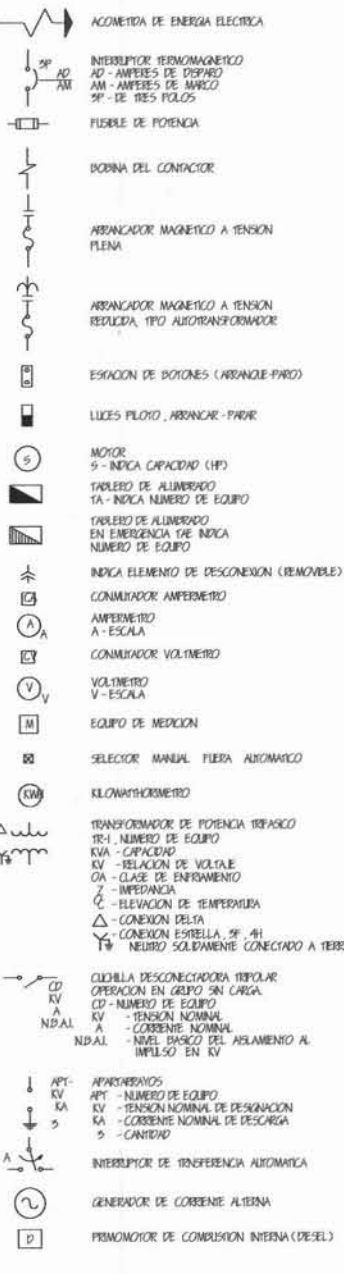 ACOMETIDA DE ENERGIA ELECTRICA
3P INTERRUPTOR TERMOMAGNETICO
AD AD - AMPERES DE DISPARO
AM AM - AMPERES DE MARCO
3P - DE TRES POLOS
FUSIBLE DE POTENCIA
BOBINA DEL CONTACTOR
ARRANCADOR MAGNETICO A TENSION
PLENA
ARRANCADOR MAGNETICO A TENSION
REDUCIDA, TIPO AUTOTRANSFORMADOR
ESTACION DE BOTONES (ARRANQUE-PARO)
LUCES PILOTO, ARRANCAR - PARAR
5 MOTOR
5 - INDICA CAPACIDAD (HP)
TABLERO DE ALUMBRADO
TA - INDICA NUMERO DE EQUIPO
TABLERO DE ALUMBRADO
EN EMERGENCIA TAE INDICA
NUMERO DE EQUIPO
INDICA ELEMENTO DE DESCONEXION (REMOVIBLE)
CA CONMUTADOR AMPERMETRO
A A AMPERMETRO
A - ESCALA
CV CONMUTADOR VOLTMETRO
V V VOLTMETRO
V - ESCALA
M EQUIPO DE MEDICION
SELECTOR MANUAL FUERA AUTOMATICO
KWH KILOWATTHORIMETRO
TRANSFORMADOR DE POTENCIA TRIFASICO
TR-1, NUMERO DE EQUIPO
KVA - CAPACIDAD
KV - RELACION DE VOLTAJE
OA - CLASE DE ENFRIAMIENTO
Z - IMPEDANCIA
°C - ELEVACION DE TEMPERATURA
△ - CONEXION DELTA
- CONEXION ESTRELLA, 3F, 4H
NEUTRO SOLIDAMENTE CONECTADO A TIERR
CUCHILLA DESCONECTADORA TRIPOLAR
OPERACION EN GRUPO SIN CARGA.
CD CD - NUMERO DE EQUIPO
KV KV - TENSION NOMINAL
A A - CORRIENTE NOMINAL
N.B.A.I. N.B.A.I. - NIVEL BASICO DEL AISLAMIENTO AL
IMPULSO EN KV
APT- APARTARRAYOS
KV APT - NUMERO DE EQUIPO
KA KV - TENSION NOMINAL DE DESIGNACION
KA - CORRIENTE NOMINAL DE DESCARGA
3 3 - CANTIDAD
A INTERRUPTOR DE TRNSFERENCIA AUTOMATICA
GENERADOR DE CORRIENTE ALTERNA
D PRIMOMOTOR DE COMBUSTION INTERNA (DIESEL)